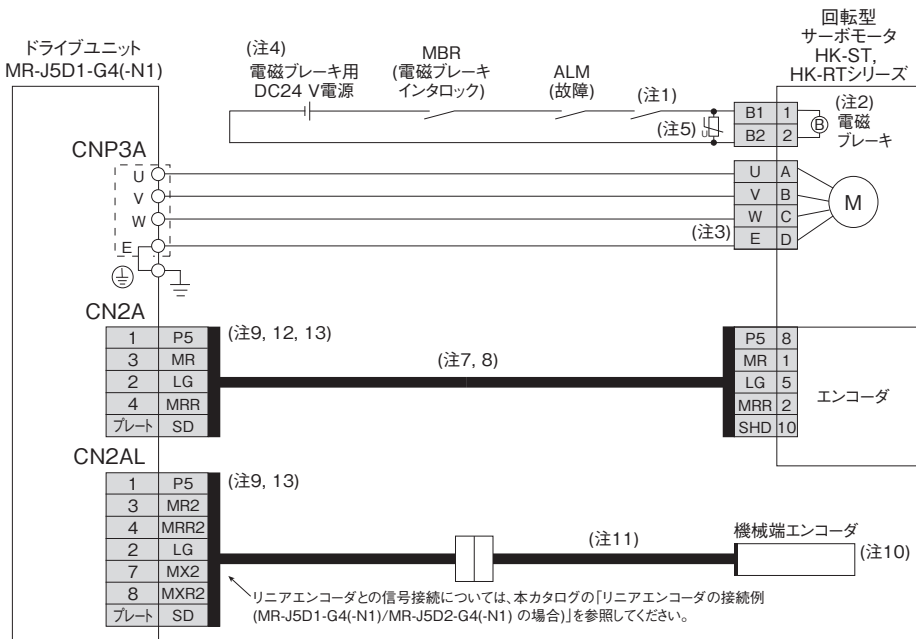 ドライブユニット
MR-J5D1-G4(-N1)
(注4)
電磁ブレーキ用
DC24 V電源
MBR
(電磁ブレーキ
インタロック)
ALM
(故障)
(注1)
(注5)
U
回転型
サーボモータ
HK-ST,
HK-RTシリーズ
B1 1
B2 2
B
(注2)
電磁
ブレーキ
CNP3A
U
V
W
E
(注3)
U A
V B
W C
E D
M
CN2A
1 P5
3 MR
2 LG
4 MRR
プレート SD
(注9, 12, 13)
(注7, 8)
P5 8
MR 1
LG 5
MRR 2
SHD 10
エンコーダ
CN2AL
1 P5
3 MR2
4 MRR2
2 LG
7 MX2
8 MXR2
プレート SD
(注9, 13)
(注11)
機械端エンコーダ
(注10)
リニアエンコーダとの信号接続については、本カタログの「リニアエンコーダの接続例
(MR-J5D1-G4(-N1)/MR-J5D2-G4(-N1) の場合)」を参照してください。